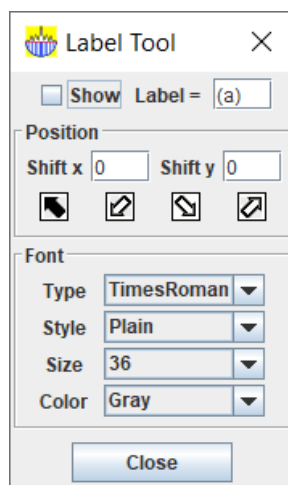 Label Tool
Show Label = (a)
Position
Shift x 0 Shift y 0
Font
Type TimesRoman
Style Plain
Size 36
Color Gray
Close